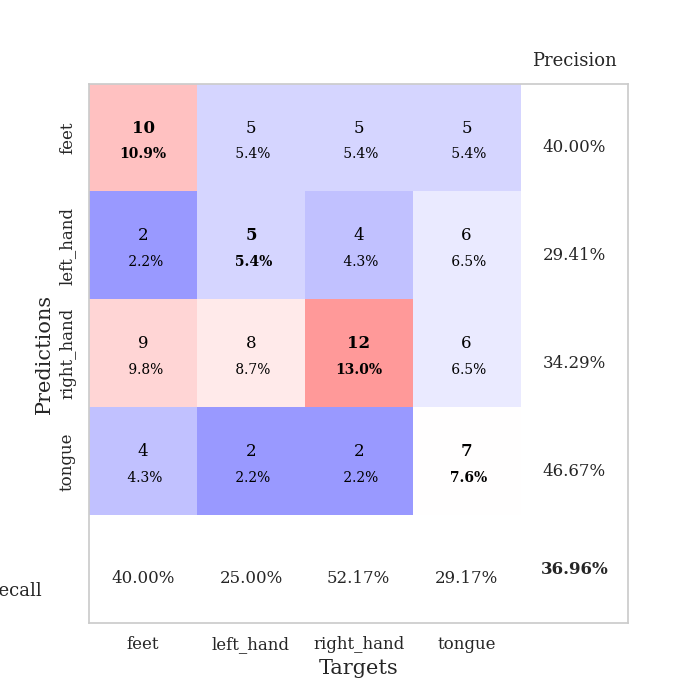 Precision
feet
10 5 5 5
10.9% 5.4% 5.4% 5.4%
40.00%
left_hand
2 5 4 6
2.2% 5.4% 4.3% 6.5%
29.41%
Predictions
right_hand
9 8 12 6
9.8% 8.7% 13.0% 6.5%
34.29%
tongue
4 2 2 7
4.3% 2.2% 2.2% 7.6%
46.67%
ecall
40.00% 25.00% 52.17% 29.17%
36.96%
feet left_hand right_hand tongue
Targets